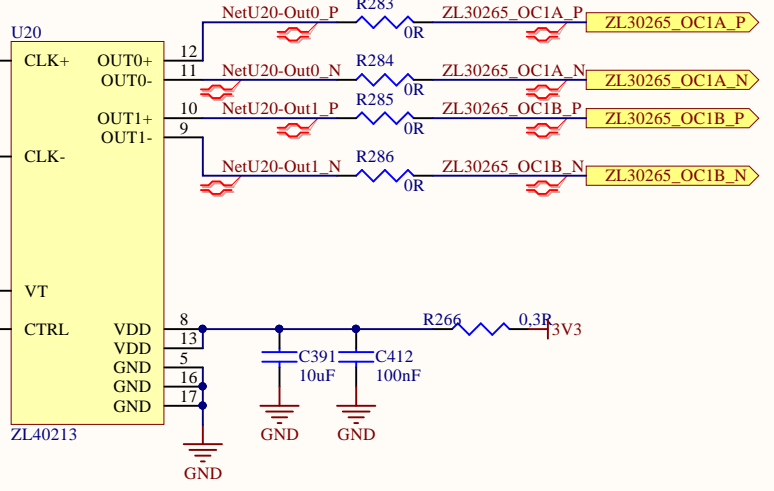 R283
NetU20-Out0_P
ZL30265_OC1A_P
ZL30265_OC1A_P
U20
0R
12
CLK+
OUT0+
R284
NetU20-Out0_N
ZL30265_OC1A_N
ZL30265_OC1A_N
11
OUT0-
0R
R285
10
NetU20-Out1_P
ZL30265_OC1B_P
ZL30265_OC1B_P
OUT1+
0R
9
OUT1-
CLK-
R286
NetU20-Out1_N
ZL30265_OC1B_N
ZL30265_OC1B_N
0R
VT
8
R266
0,3R
3V3
CTRL
VDD
13
VDD
C391
C412
5
GND
10uF
100nF
16
GND
17
GND
ZL40213
GND
GND
GND